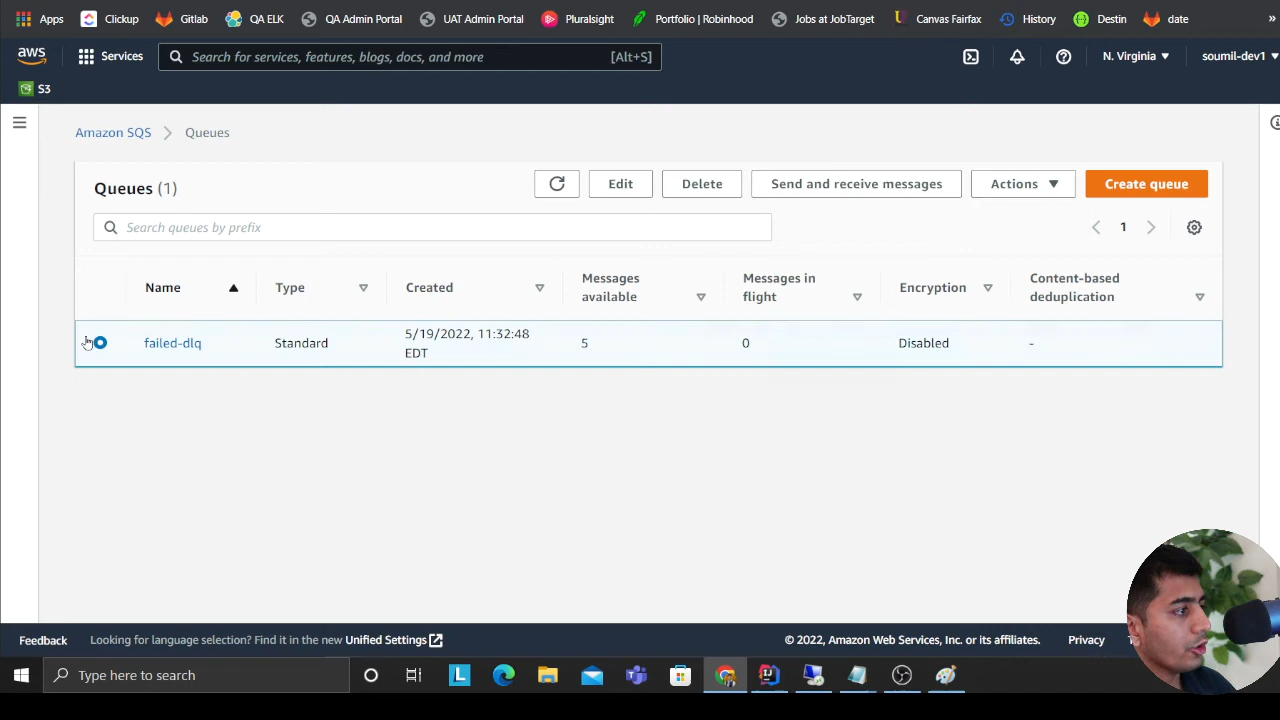 Apps Clickup Gitlab QA ELK QA Admin Portal UAT Admin Portal Pluralsight Portfolio | Robinhood Jobs at JobTarget Canvas Fairfax History Destin date »
aws Services Search for services, features, blogs, docs, and more [Alt+S] N. Virginia ▼ soumil-dev1 ▼
S3
Amazon SQS > Queues
Queues (1) Edit Delete Send and receive messages Actions ▼ Create queue
Search queues by prefix 1
Name Type Created Messages available Messages in flight Encryption Content-based deduplication
failed-dlq Standard 5/19/2022, 11:32:48 EDT 5 0 Disabled -
Feedback Looking for language selection? Find it in the new Unified Settings © 2022, Amazon Web Services, Inc. or its affiliates. Privacy
Type here to search